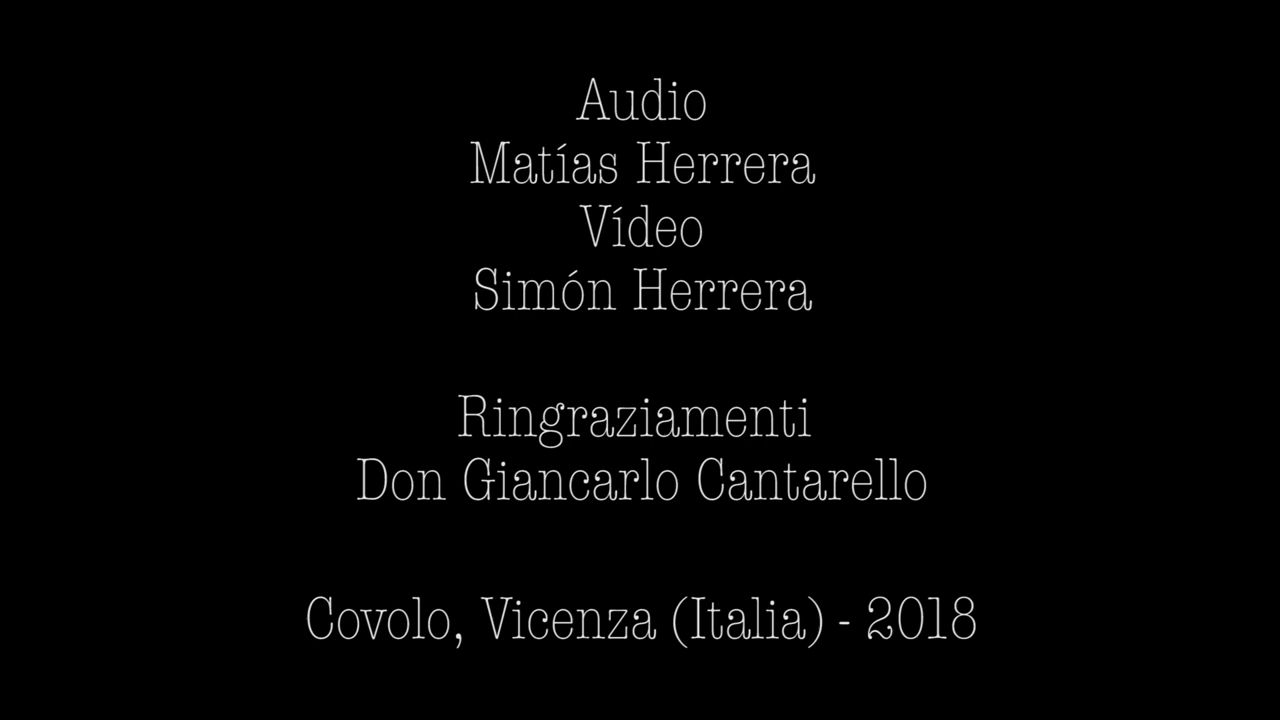 Audio
Matías Herrera
Vídeo
Simón Herrera
Ringraziamenti
Don Giancarlo Cantarello
Covolo, Vicenza (Italia) - 2018